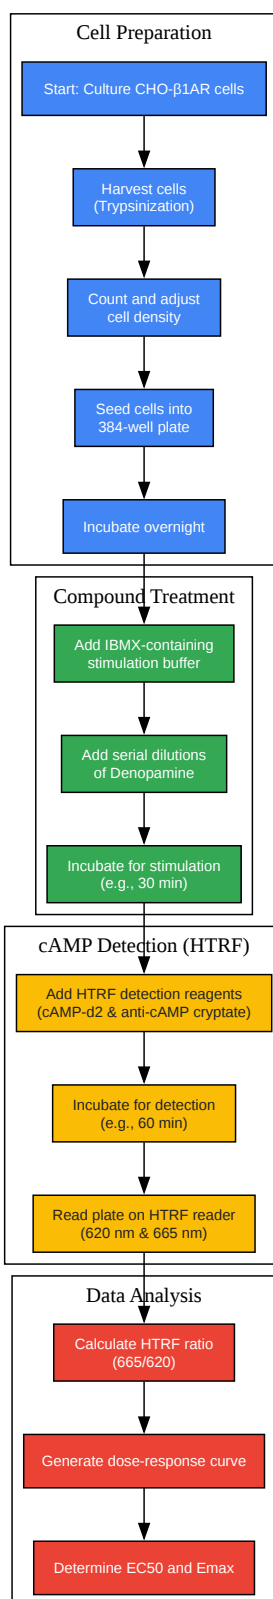 Cell Preparation
Start: Culture CHO-β1AR cells
Harvest cells
(Trypsinization)
Count and adjust
cell density
Seed cells into
384-well plate
Incubate overnight
Compound Treatment
Add IBMX-containing
stimulation buffer
Add serial dilutions
of Denopamine
Incubate for stimulation
(e.g., 30 min)
cAMP Detection (HTRF)
Add HTRF detection reagents
(cAMP-d2 & anti-cAMP cryptate)
Incubate for detection
(e.g., 60 min)
Read plate on HTRF reader
(620 nm & 665 nm)
Data Analysis
Calculate HTRF ratio
(665/620)
Generate dose-response curve
Determine EC50 and Emax